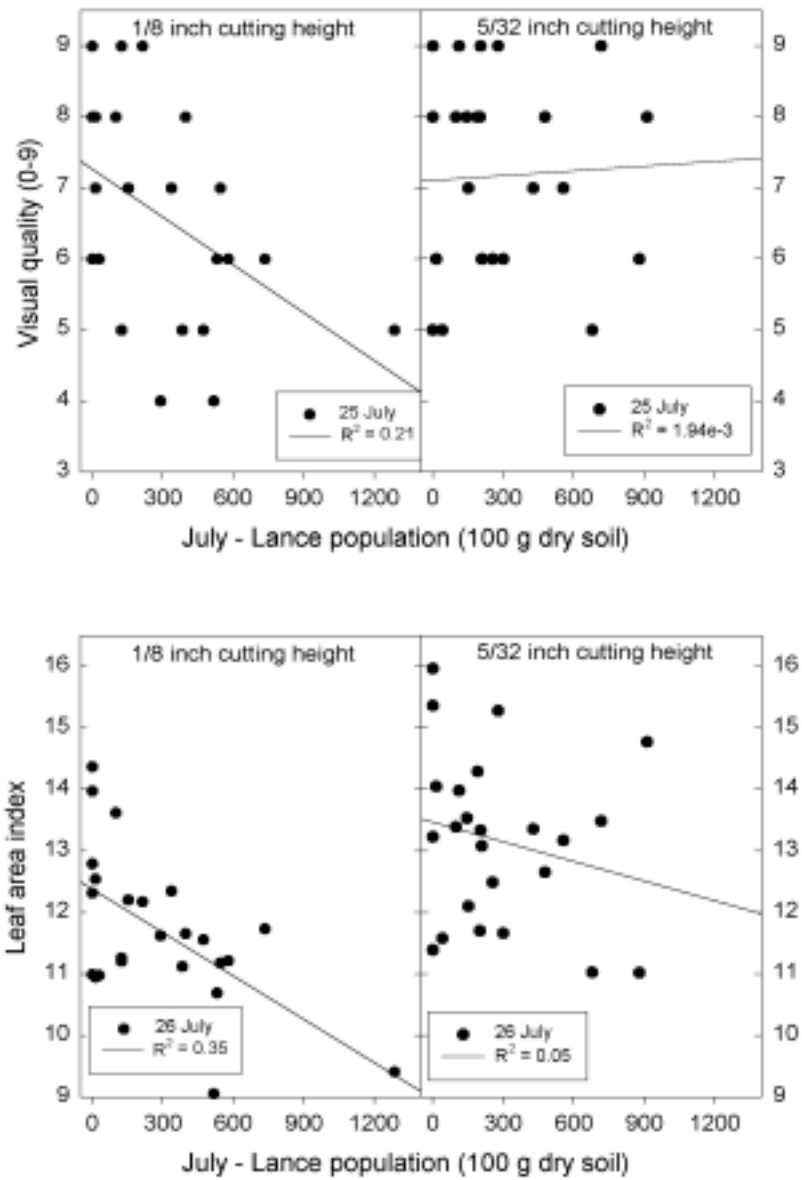 1/8 inch cutting height
5/32 inch cutting height
9
8
7
6
5
4
3
9
8
7
6
5
4
3
Visual quality (0-9)
25 July
R² = 0.21
25 July
R² = 1.94e-3
0 300 600 900 1200
0 300 600 900 1200
July - Lance population (100 g dry soil)
1/8 inch cutting height
5/32 inch cutting height
16
15
14
13
12
11
10
9
16
15
14
13
12
11
10
9
Leaf area index
26 July
R² = 0.35
26 July
R² = 0.05
0 300 600 900 1200
0 300 600 900 1200
July - Lance population (100 g dry soil)